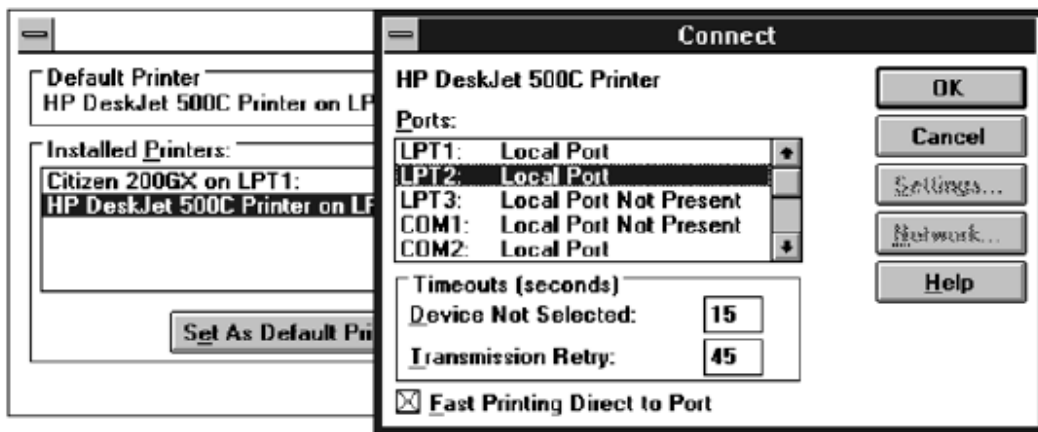 Default Printer
HP DeskJet 500C Printer on LP
Installed Printers:
Citizen 200GX on LPT1:
HP DeskJet 500C Printer on LP
Set As Default Pri
Connect
HP DeskJet 500C Printer
Ports:
LPT1: Local Port
LPT2: Local Port
LPT3: Local Port Not Present
COM1: Local Port Not Present
COM2: Local Port
Timeouts (seconds)
Device Not Selected: 15
Transmission Retry: 45
Fast Printing Direct to Port
OK
Cancel
Settings...
Network...
Help